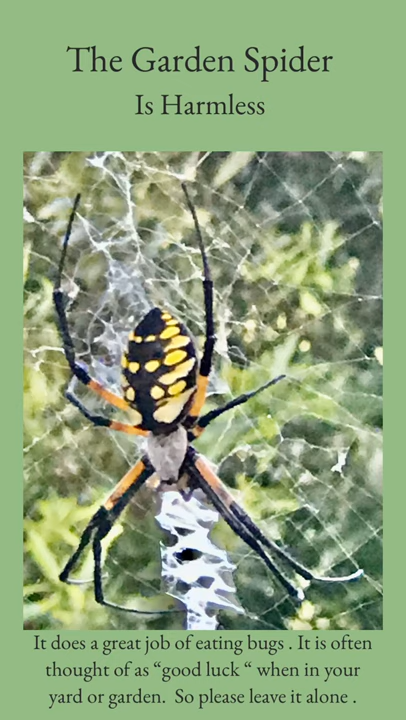 The Garden Spider
Is Harmless
It does a great job of eating bugs . It is often
thought of as “good luck “ when in your
yard or garden.  So please leave it alone .